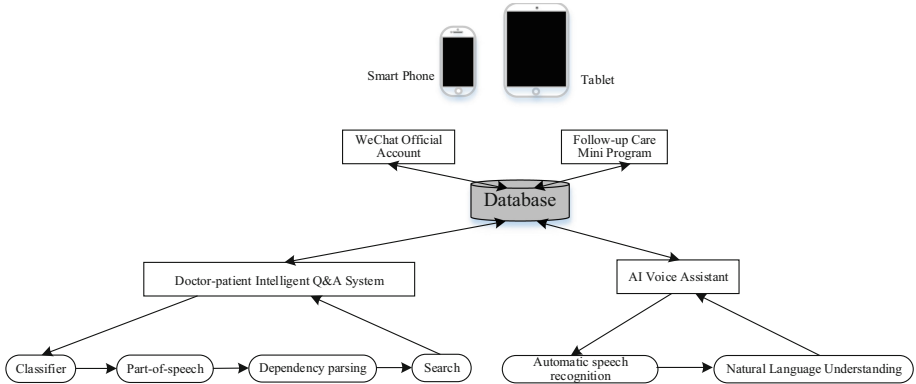 Smart Phone
Tablet
WeChat Official
Account
Follow-up Care
Mini Program
Database
Doctor-patient Intelligent Q&A System
AI Voice Assistant
Classifier
Part-of-speech
Dependency parsing
Search
Automatic speech
recognition
Natural Language Understanding